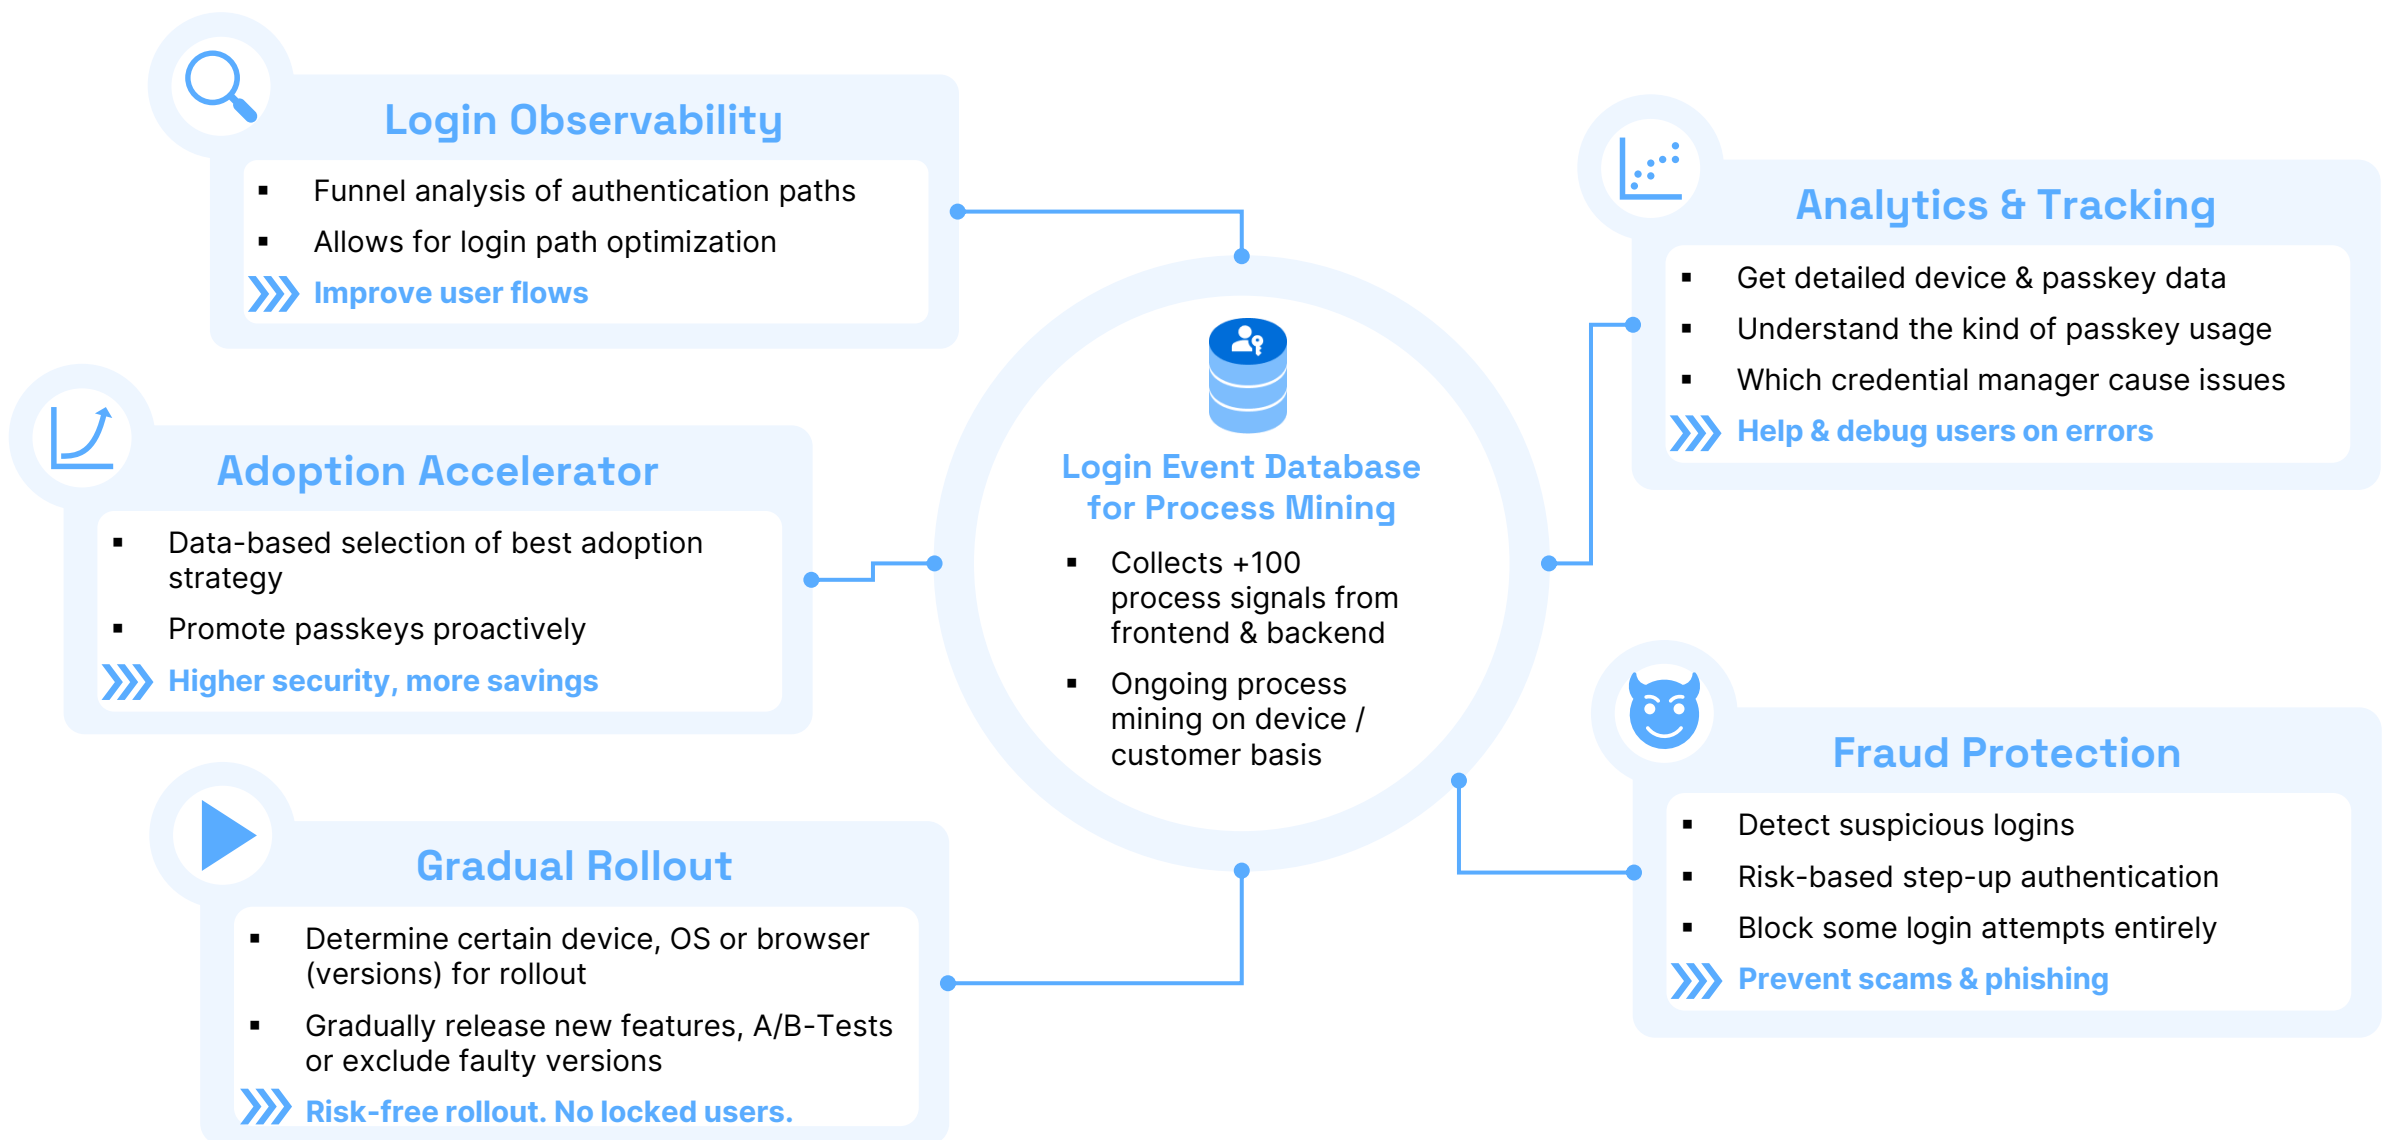 Login Observability
▪ Funnel analysis of authentication paths
▪ Allows for login path optimization
Improve user flows
Adoption Accelerator
▪ Data-based selection of best adoption
strategy
▪ Promote passkeys proactively
Higher security, more savings
Gradual Rollout
▪ Determine certain device, OS or browser
(versions) for rollout
▪ Gradually release new features, A/B-Tests
or exclude faulty versions
Risk-free rollout. No locked users.
Login Event Database
for Process Mining
▪ Collects +100
process signals from
frontend & backend
▪ Ongoing process
mining on device /
customer basis
Analytics & Tracking
▪ Get detailed device & passkey data
▪ Understand the kind of passkey usage
▪ Which credential manager cause issues
Help & debug users on errors
Fraud Protection
▪ Detect suspicious logins
▪ Risk-based step-up authentication
▪ Block some login attempts entirely
Prevent scams & phishing